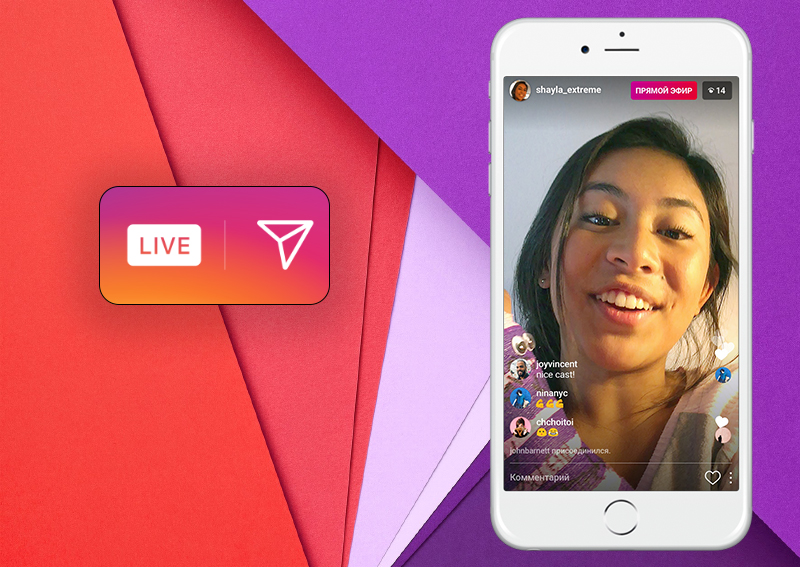 LIVE
shayla_extreme
ПРЯМОЙ ЭФИР
14
joyvincent
nice cast!
ninanyc
chchoitoi
johnbarnett присоединился.
Комментарий